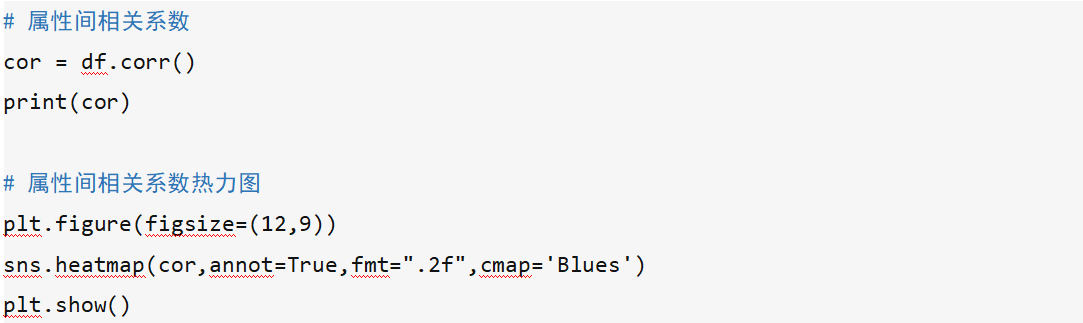 # 属性间相关系数
cor = df.corr()
print(cor)
# 属性间相关系数热力图
plt.figure(figsize=(12,9))
sns.heatmap(cor,annot=True,fmt=".2f",cmap='Blues')
plt.show()